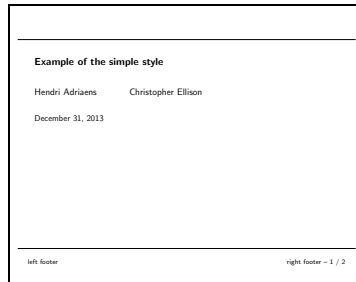 Example of the simple style
Hendri Adriaens Christopher Ellison
December 31, 2013
left footer right footer – 1 / 2